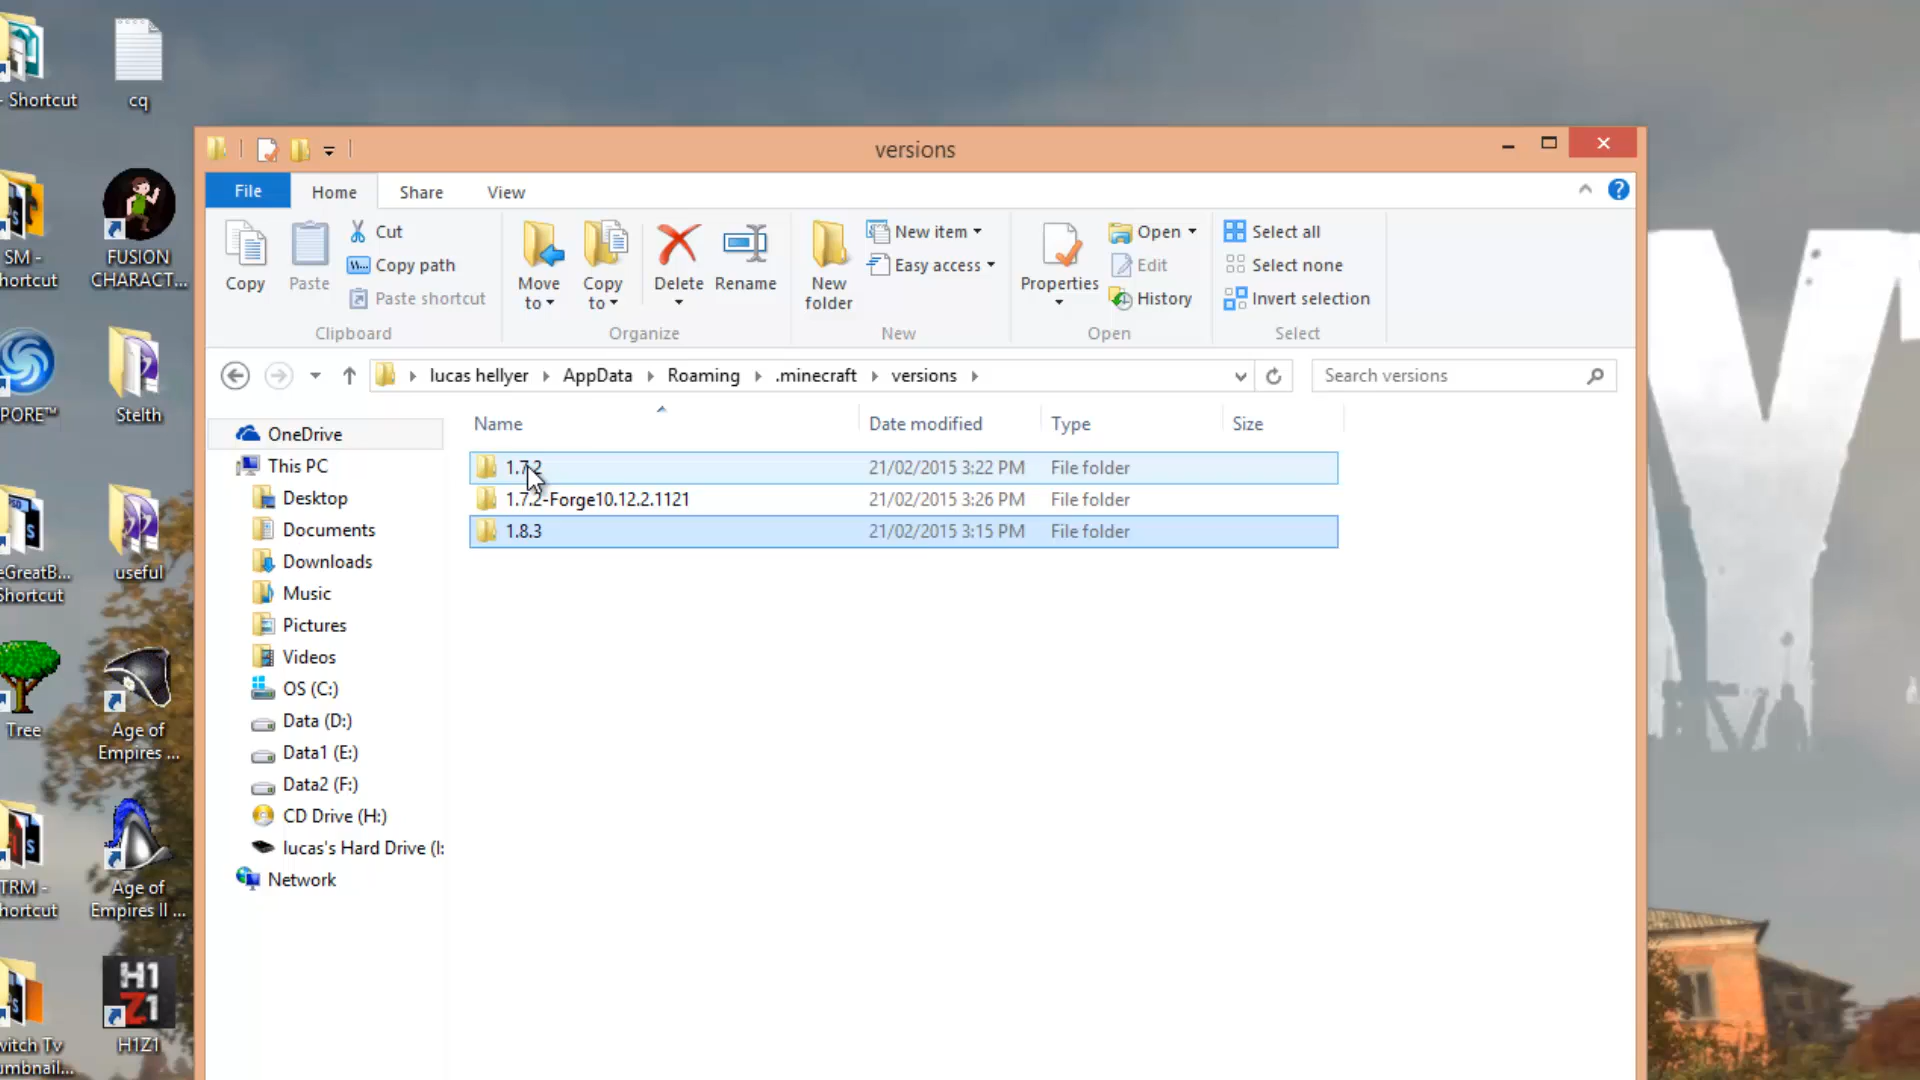 - Shortcut
cq
versions
File
Home
Share
View
Copy
Paste
Cut
Copy path
Paste shortcut
Clipboard
Move to
Copy to
Delete
Rename
Organize
New folder
New item
Easy access
New
Properties
Open
Edit
History
Open
Select all
Select none
Invert selection
Select
lucas hellyer
AppData
Roaming
.minecraft
versions
Search versions
Name
Date modified
Type
Size
1.7.2
21/02/2015 3:22 PM
File folder
1.7.2-Forge10.12.2.1121
21/02/2015 3:26 PM
File folder
1.8.3
21/02/2015 3:15 PM
File folder
OneDrive
This PC
Desktop
Documents
Downloads
Music
Pictures
Videos
OS (C:)
Data (D:)
Data1 (E:)
Data2 (F:)
CD Drive (H:)
lucas's Hard Drive (I:
Network
SM -
hortcut
FUSION
CHARACT...
PORE™
Stelth
eGreatB...
Shortcut
useful
Tree
Age of
Empires ...
TRM -
hortcut
Age of
Empires II ...
witch Tv
umbnail...
H1
Z1
H1Z1